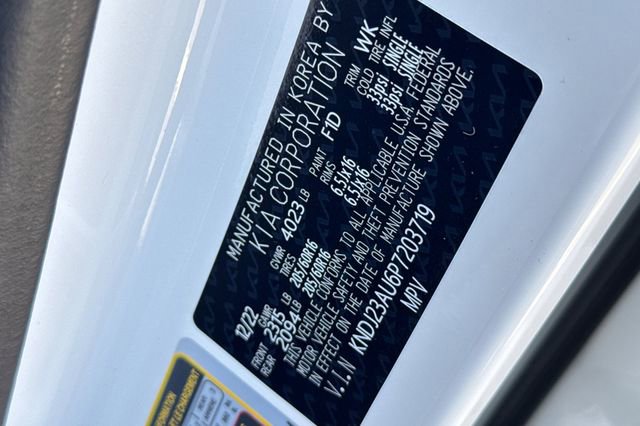 MANUFACTURED IN KOREA BY
KIA CORPORATION
12/22 GVWR 4023 LB PAINT F1D TRIM WK
GAWR TIRES RIMS COLD TIRE INFL
FRONT 2315 LB 205/60R16 6.5Jx16 33psi SINGLE
REAR 2094 LB 205/60R16 6.5Jx16 33psi SINGLE
THIS VEHICLE CONFORMS TO ALL APPLICABLE U.S.A. FEDERAL
MOTOR VEHICLE SAFETY AND THEFT PREVENTION STANDARDS
IN EFFECT ON THE DATE OF MANUFACTURE SHOWN ABOVE.
V.I.N KNDJ23AU6P7203719
MPV